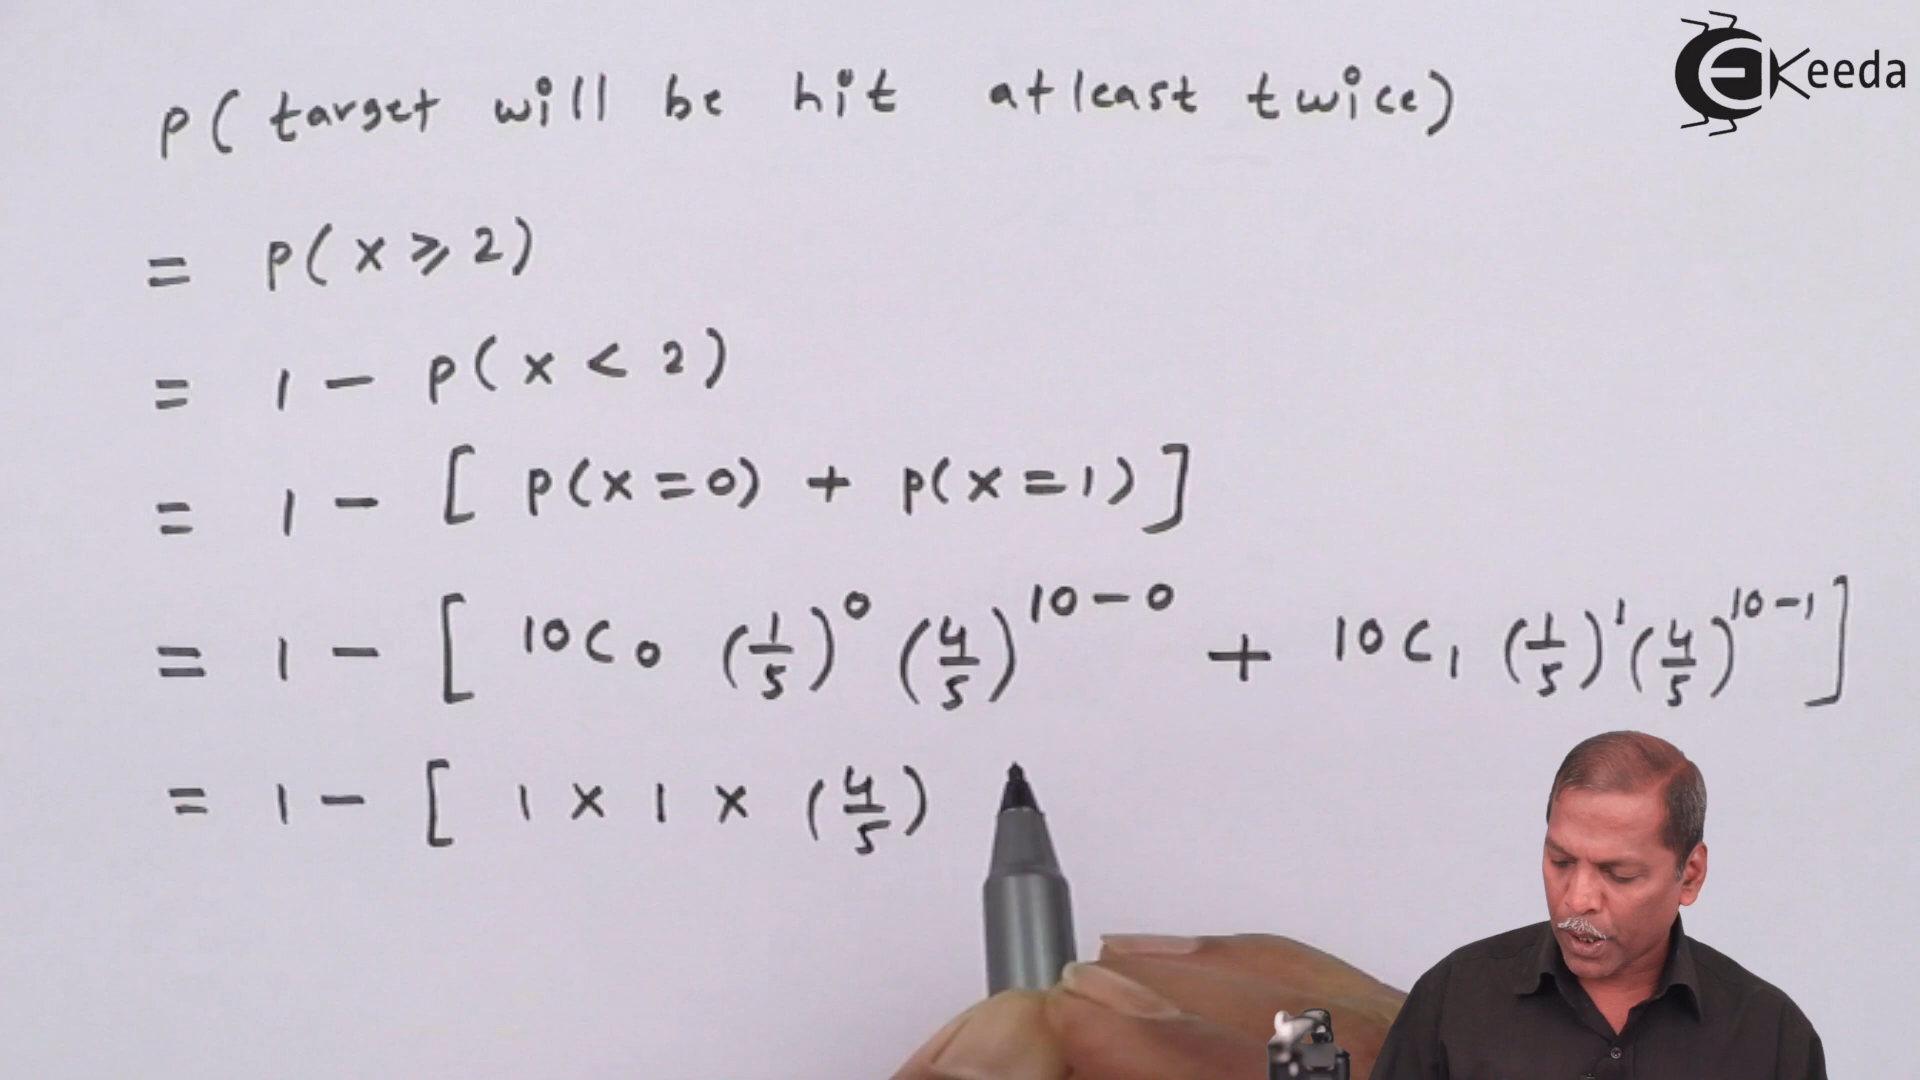 EKeeda
P(target will be hit atleast twice)
= P(x ⩾ 2)
= 1 - P(x < 2)
= 1 - [ P(x=0) + P(x=1) ]
= 1 - [ 10C₀ (1/5)⁰ (4/5)¹⁰⁻⁰ + 10C₁ (1/5)¹ (4/5)¹⁰⁻¹ ]
= 1 - [ 1 × 1 × (4/5)